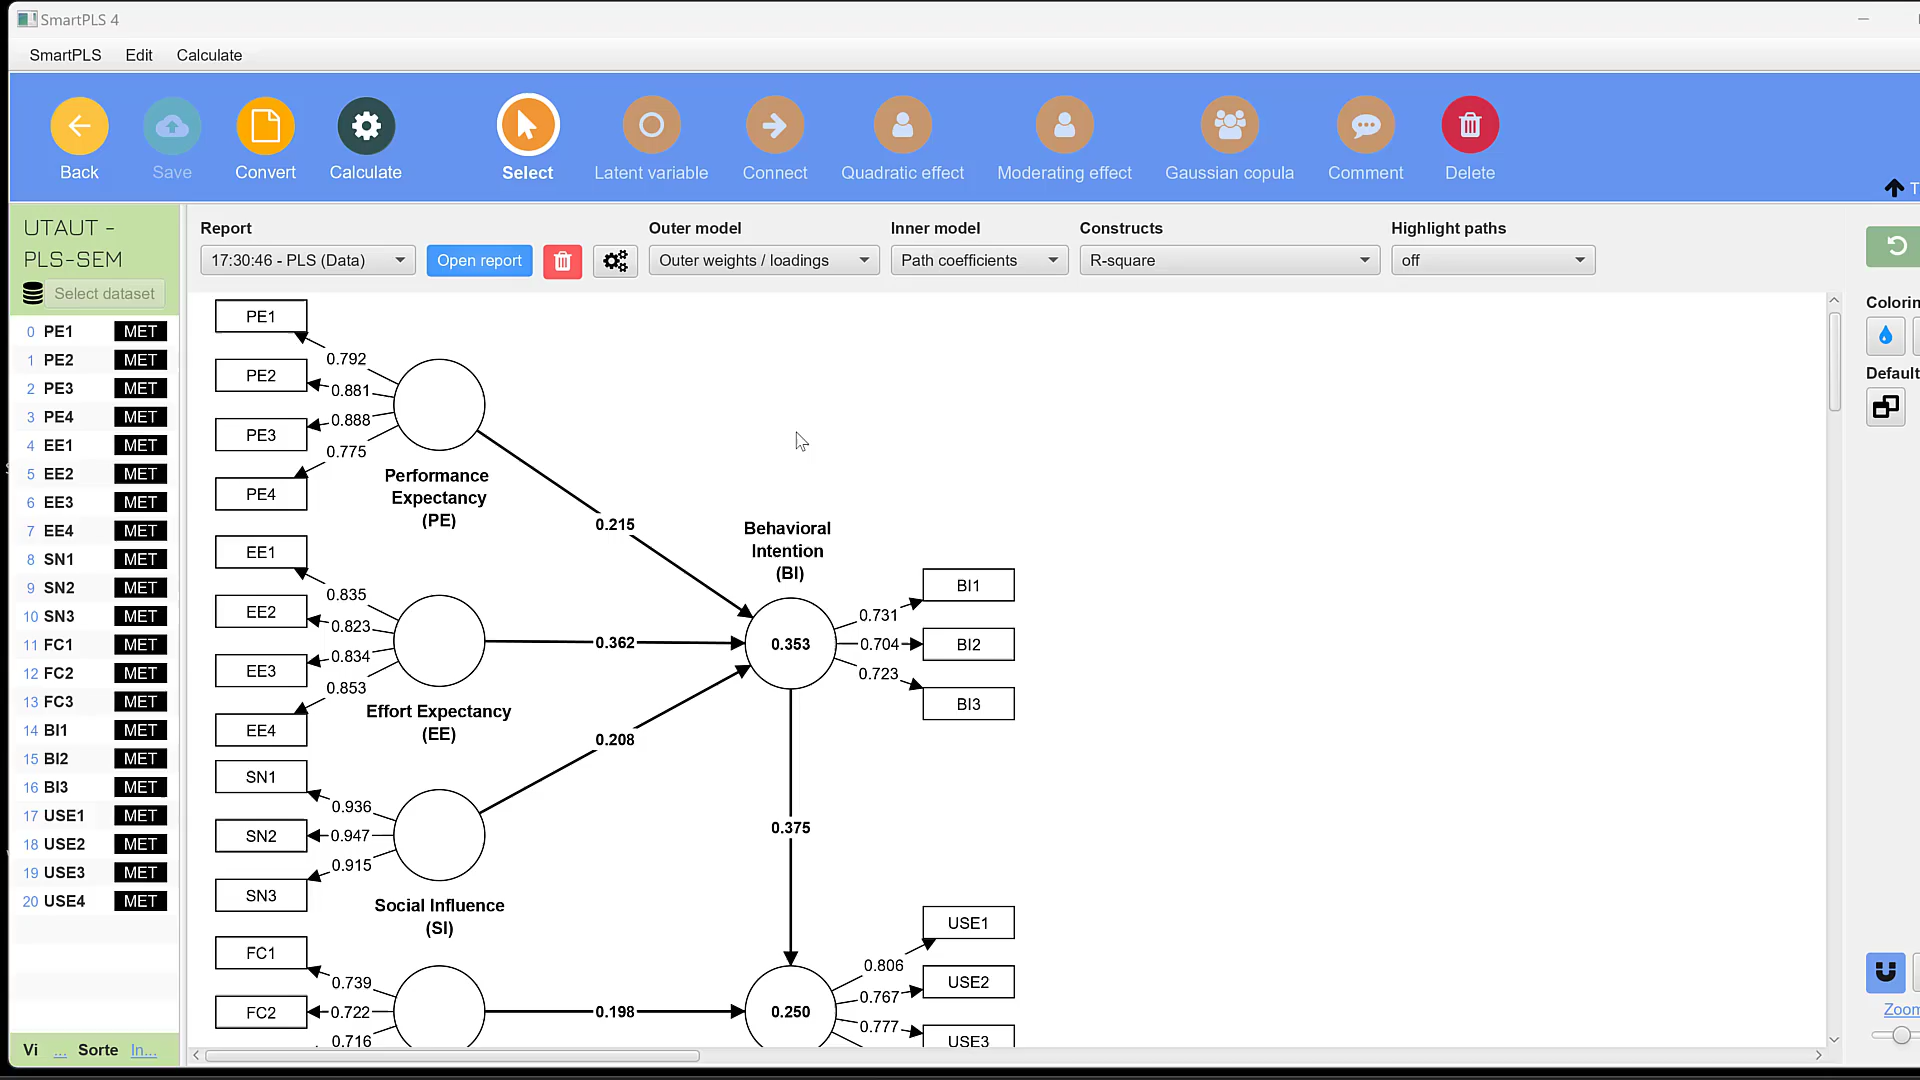 SmartPLS 4
SmartPLS Edit Calculate
Back Save Convert Calculate Select Latent variable Connect Quadratic effect Moderating effect Gaussian copula Comment Delete
UTAUT -
PLS-SEM
Select dataset
0 PE1 MET
1 PE2 MET
2 PE3 MET
3 PE4 MET
4 EE1 MET
5 EE2 MET
6 EE3 MET
7 EE4 MET
8 SN1 MET
9 SN2 MET
10 SN3 MET
11 FC1 MET
12 FC2 MET
13 FC3 MET
14 BI1 MET
15 BI2 MET
16 BI3 MET
17 USE1 MET
18 USE2 MET
19 USE3 MET
20 USE4 MET
Vi ... Sorte In...
Report Outer model Inner model Constructs Highlight paths
17:30:46 - PLS (Data) Open report Outer weights / loadings Path coefficients R-square off
PE1
0.792
PE2
0.881
0.888
PE3
0.775
PE4
Performance
Expectancy
(PE)
0.215
EE1
0.835
EE2
0.823
0.834
EE3
0.853
EE4
Effort Expectancy
(EE)
0.362
0.208
SN1
0.936
SN2
0.947
0.915
SN3
Social Influence
(SI)
Behavioral
Intention
(BI)
0.353
BI1
0.731
0.704
BI2
0.723
BI3
0.375
FC1
0.739
FC2
0.722
0.716
0.198
0.250
USE1
0.806
USE2
0.767
0.777
USE3
Default
Zoom